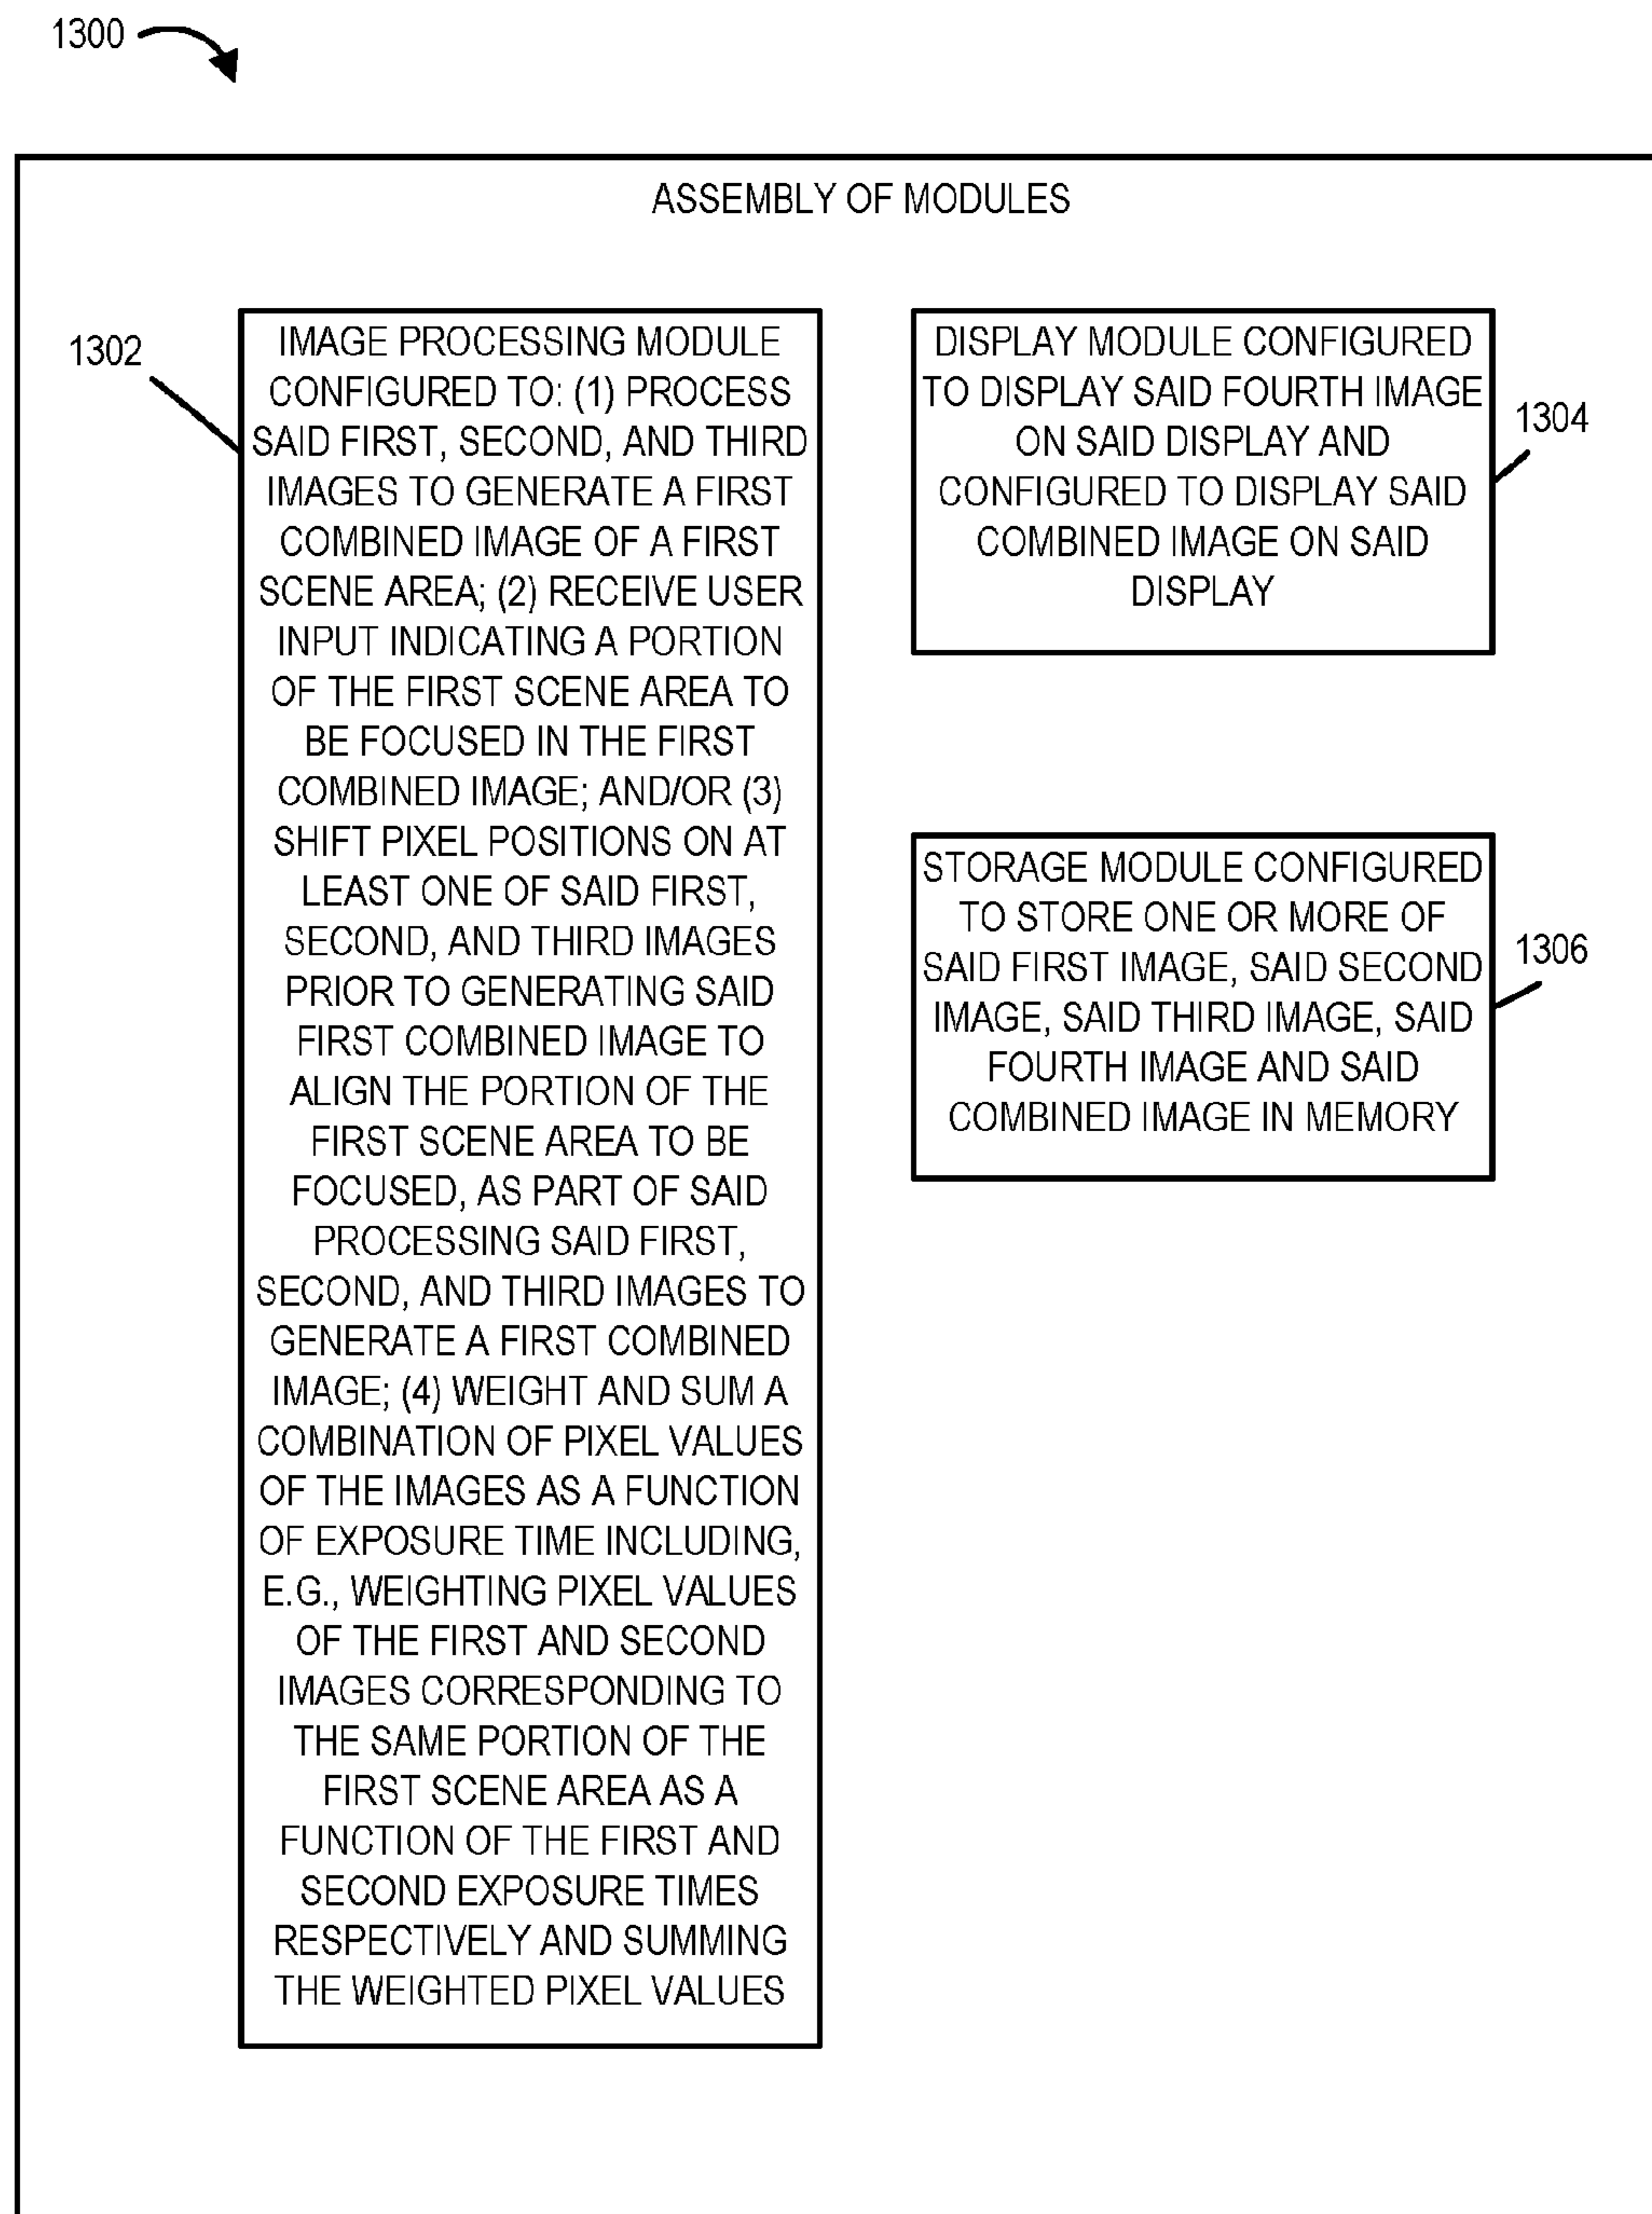 1300
ASSEMBLY OF MODULES
1302
IMAGE PROCESSING MODULE
CONFIGURED TO: (1) PROCESS
SAID FIRST, SECOND, AND THIRD
IMAGES TO GENERATE A FIRST
COMBINED IMAGE OF A FIRST
SCENE AREA; (2) RECEIVE USER
INPUT INDICATING A PORTION
OF THE FIRST SCENE AREA TO
BE FOCUSED IN THE FIRST
COMBINED IMAGE; AND/OR (3)
SHIFT PIXEL POSITIONS ON AT
LEAST ONE OF SAID FIRST,
SECOND, AND THIRD IMAGES
PRIOR TO GENERATING SAID
FIRST COMBINED IMAGE TO
ALIGN THE PORTION OF THE
FIRST SCENE AREA TO BE
FOCUSED, AS PART OF SAID
PROCESSING SAID FIRST,
SECOND, AND THIRD IMAGES TO
GENERATE A FIRST COMBINED
IMAGE; (4) WEIGHT AND SUM A
COMBINATION OF PIXEL VALUES
OF THE IMAGES AS A FUNCTION
OF EXPOSURE TIME INCLUDING,
E.G., WEIGHTING PIXEL VALUES
OF THE FIRST AND SECOND
IMAGES CORRESPONDING TO
THE SAME PORTION OF THE
FIRST SCENE AREA AS A
FUNCTION OF THE FIRST AND
SECOND EXPOSURE TIMES
RESPECTIVELY AND SUMMING
THE WEIGHTED PIXEL VALUES
DISPLAY MODULE CONFIGURED
TO DISPLAY SAID FOURTH IMAGE
ON SAID DISPLAY AND
CONFIGURED TO DISPLAY SAID
COMBINED IMAGE ON SAID
DISPLAY
1304
STORAGE MODULE CONFIGURED
TO STORE ONE OR MORE OF
SAID FIRST IMAGE, SAID SECOND
IMAGE, SAID THIRD IMAGE, SAID
FOURTH IMAGE AND SAID
COMBINED IMAGE IN MEMORY
1306